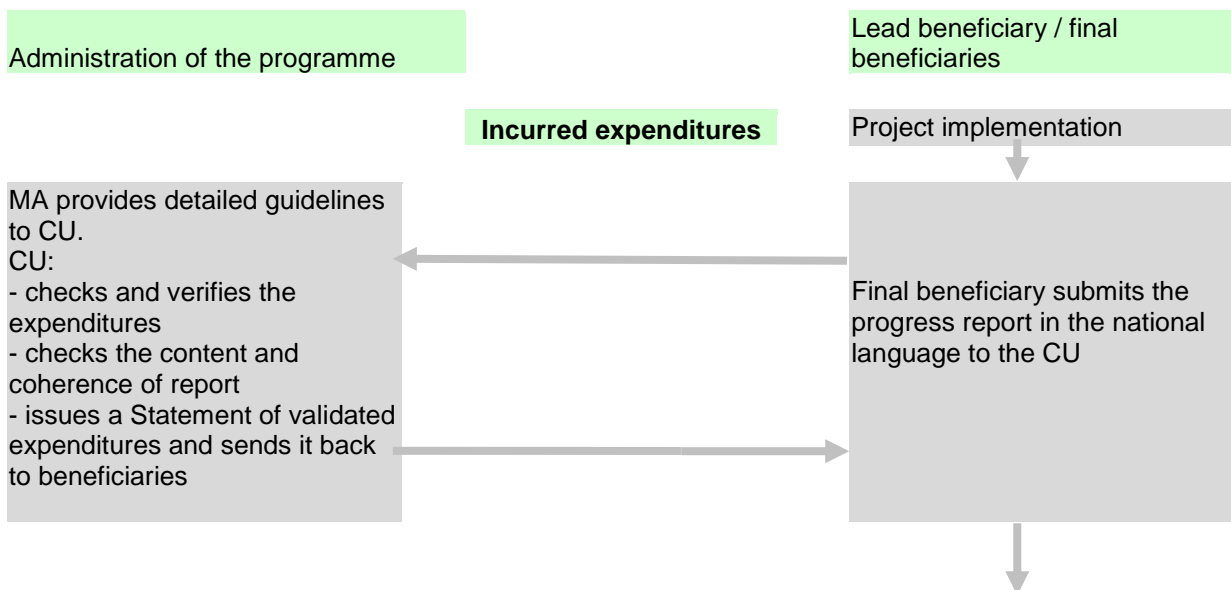 Administration of the programme
Lead beneficiary / final
beneficiaries
Incurred expenditures
Project implementation
MA provides detailed guidelines
to CU.
CU:
- checks and verifies the
expenditures
- checks the content and
coherence of report
- issues a Statement of validated
expenditures and sends it back
to beneficiaries
Final beneficiary submits the
progress report in the national
language to the CU